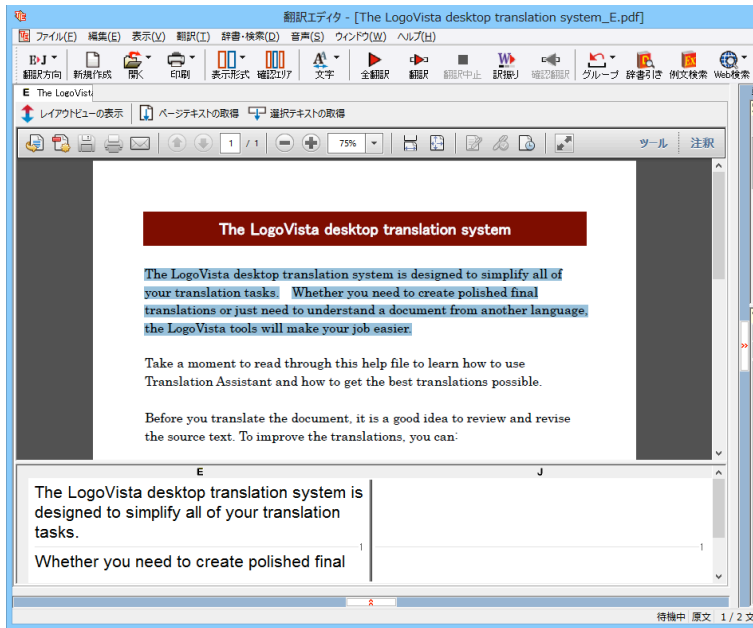 翻訳エディタ - [The LogoVista desktop translation system_E.pdf]
ファイル(F) 編集(E) 表示(V) 翻訳(T) 辞書・検索(D) 音声(S) ウィンドウ(W) ヘルプ(H)
E›J
翻訳方向 新規作成 開く 印刷 表示形式 確認エリア 文字 全翻訳 翻訳 翻訳中止 訳振り 確認翻訳 グループ 辞書引き 例文検索 Web検索
E The LogoVist
レイアウトビューの表示 ページテキストの取得 選択テキストの取得
1 / 1 75% ツール 注釈
The LogoVista desktop translation system
The LogoVista desktop translation system is designed to simplify all of
your translation tasks. Whether you need to create polished final
translations or just need to understand a document from another language,
the LogoVista tools will make your job easier.
Take a moment to read through this help file to learn how to use
Translation Assistant and how to get the best translations possible.
Before you translate the document, it is a good idea to review and revise
the source text. To improve the translations, you can:
E J
The LogoVista desktop translation system is
designed to simplify all of your translation
tasks.
1 1
Whether you need to create polished final
待機中 原文 1 / 2 文